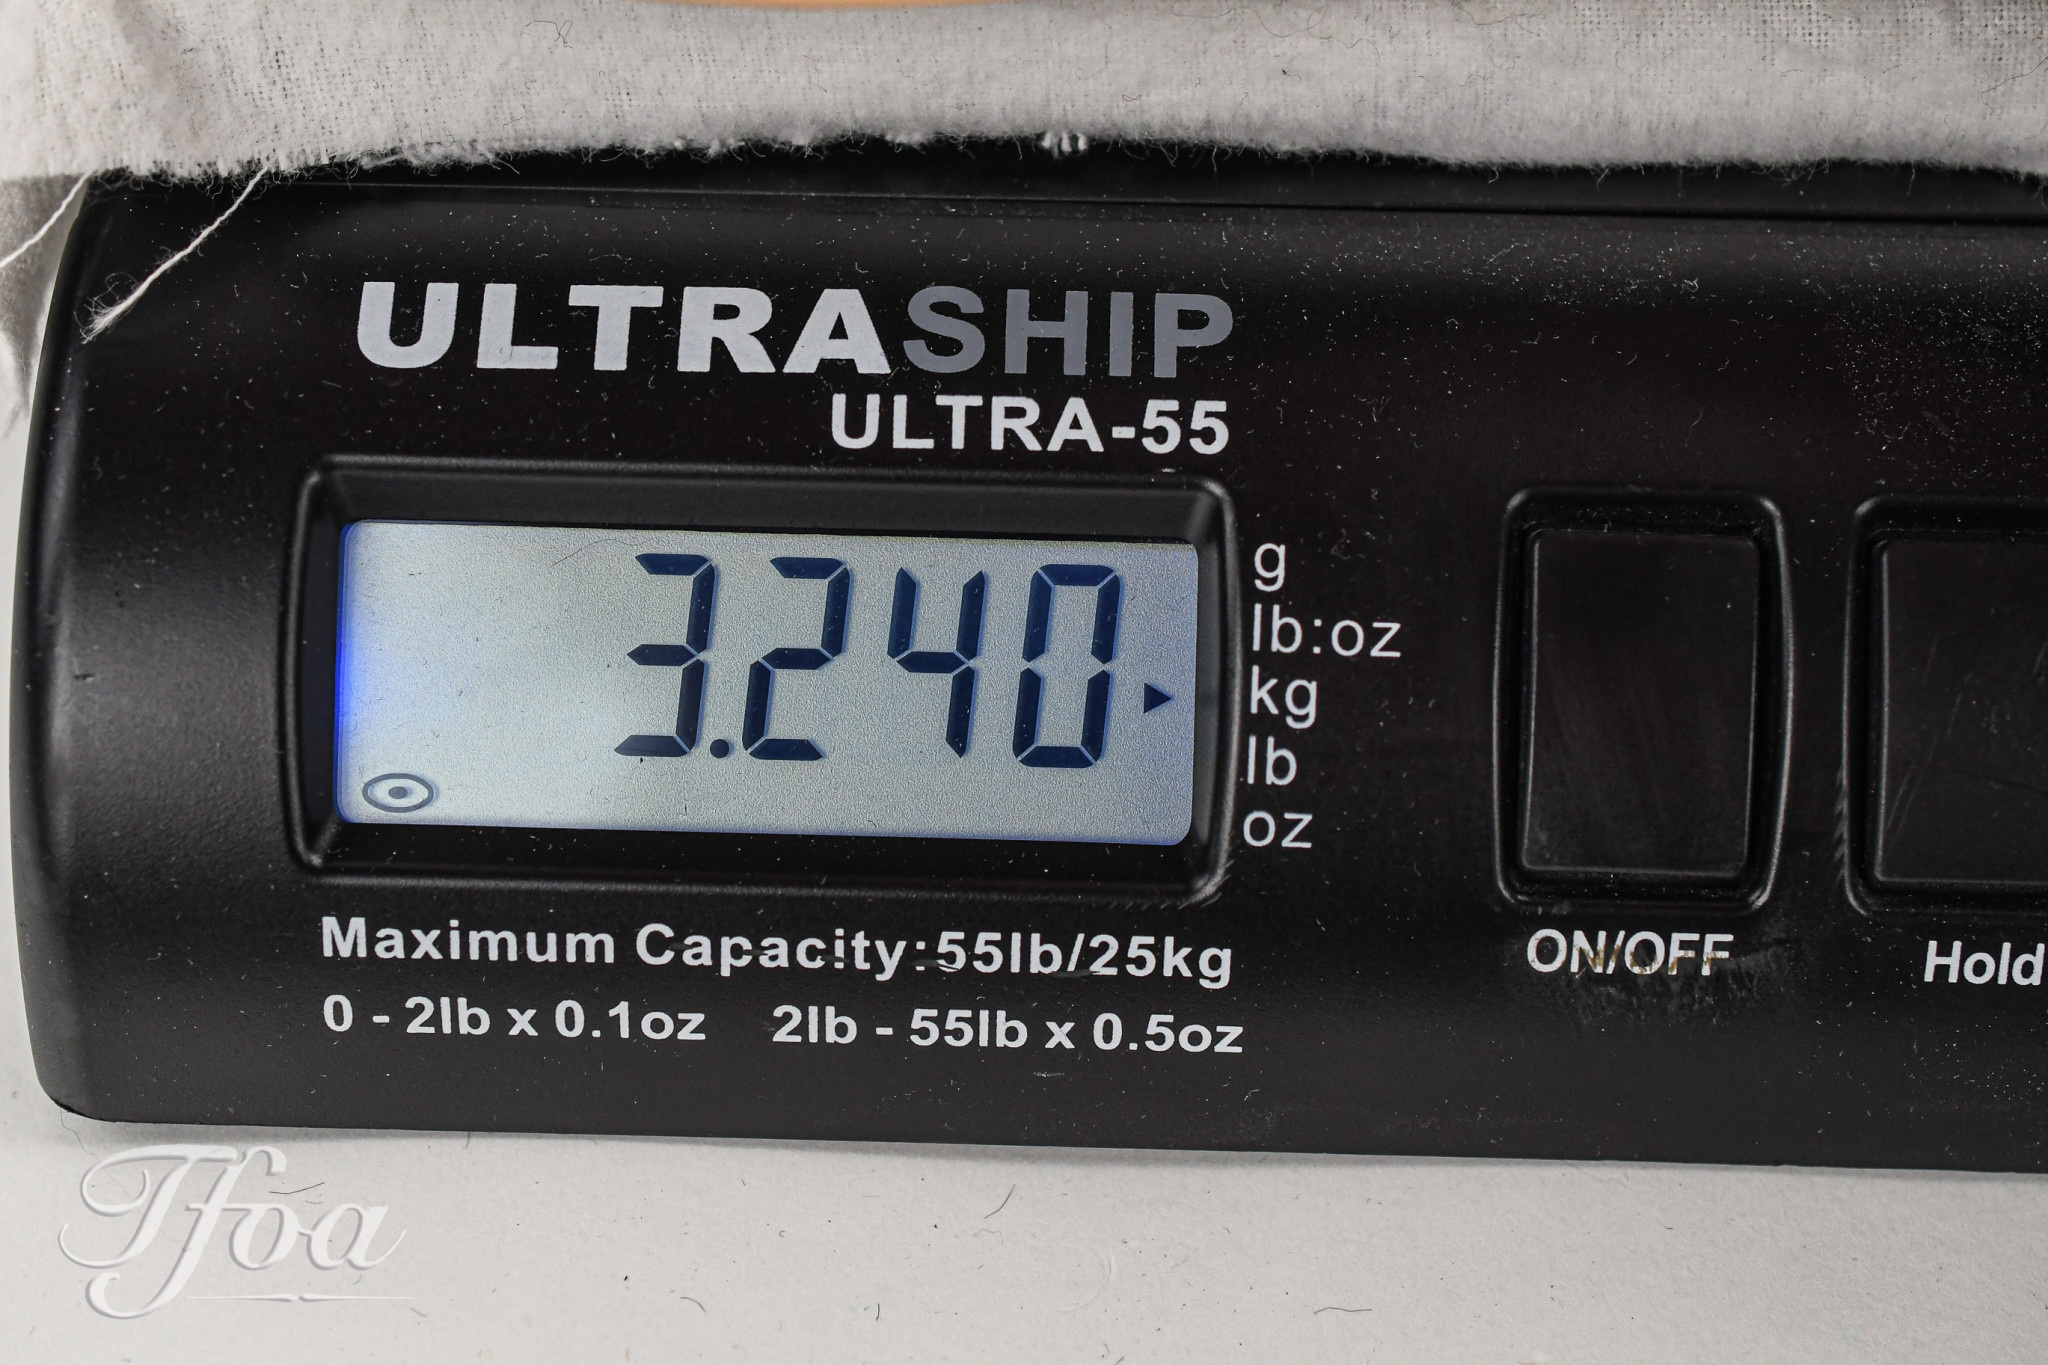 ULTRASHIP
ULTRA-55
3.240
g
lb:oz
kg
lb
oz
Maximum Capacity:55lb/25kg
0 - 2lb x 0.1oz 2lb - 55lb x 0.5oz
ON/OFF
Hold
Tfoa